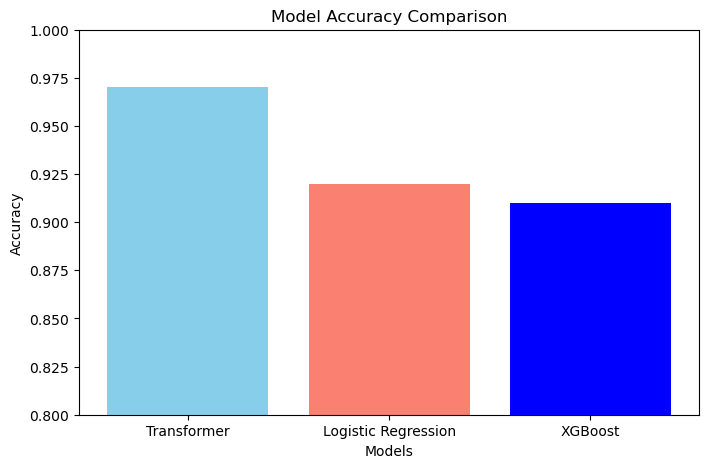 Model Accuracy Comparison
1.000
0.975
0.950
0.925
0.900
0.875
0.850
0.825
0.800
Accuracy
Transformer Logistic Regression XGBoost
Models